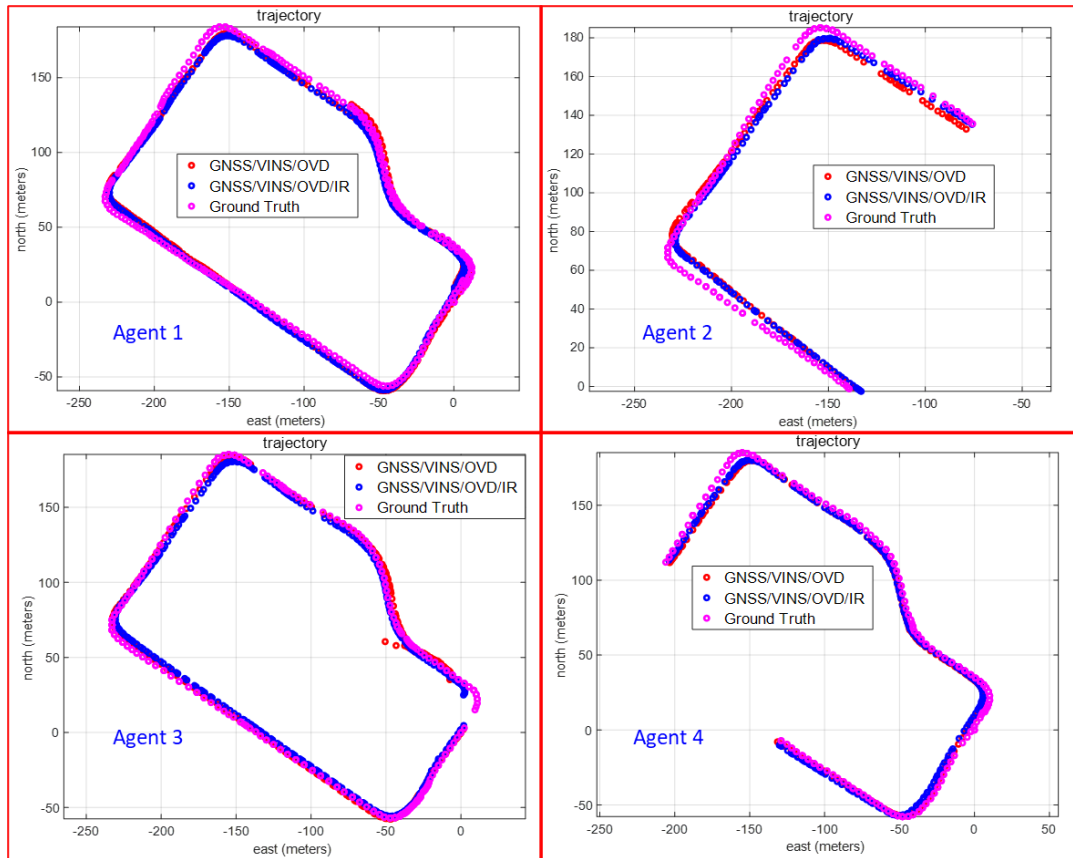 trajectory
north (meters)
150
100
50
0
-50
GNSS/VINS/OVD
GNSS/VINS/OVD/IR
Ground Truth
Agent 1
-250
-200
-150
-100
-50
0
east (meters)
trajectory
north (meters)
180
160
140
120
100
80
60
40
20
0
GNSS/VINS/OVD
GNSS/VINS/OVD/IR
Ground Truth
Agent 2
-250
-200
-150
-100
-50
east (meters)
trajectory
north (meters)
150
100
50
0
-50
GNSS/VINS/OVD
GNSS/VINS/OVD/IR
Ground Truth
Agent 3
-250
-200
-150
-100
-50
0
east (meters)
trajectory
north (meters)
150
100
50
0
-50
GNSS/VINS/OVD
GNSS/VINS/OVD/IR
Ground Truth
Agent 4
-250
-200
-150
-100
-50
0
50
east (meters)